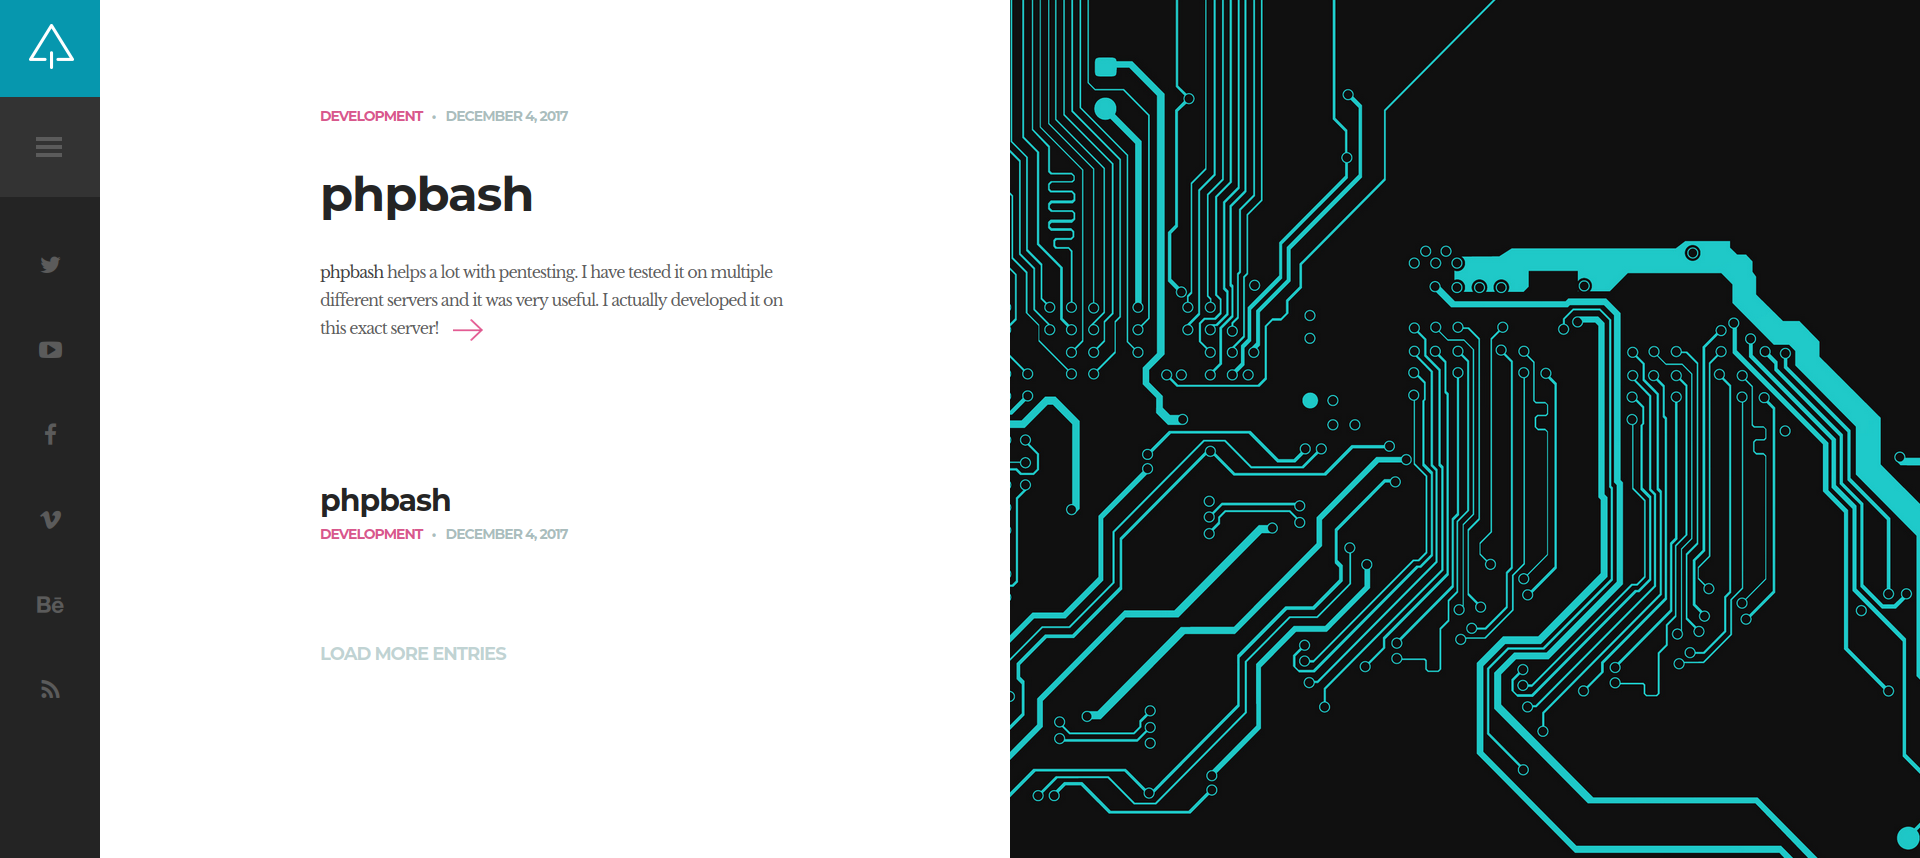 DEVELOPMENT • DECEMBER 4, 2017
phpbash
phpbash helps a lot with pentesting. I have tested it on multiple
different servers and it was very useful. I actually developed it on
this exact server!
phpbash
DEVELOPMENT • DECEMBER 4, 2017
Bē
LOAD MORE ENTRIES